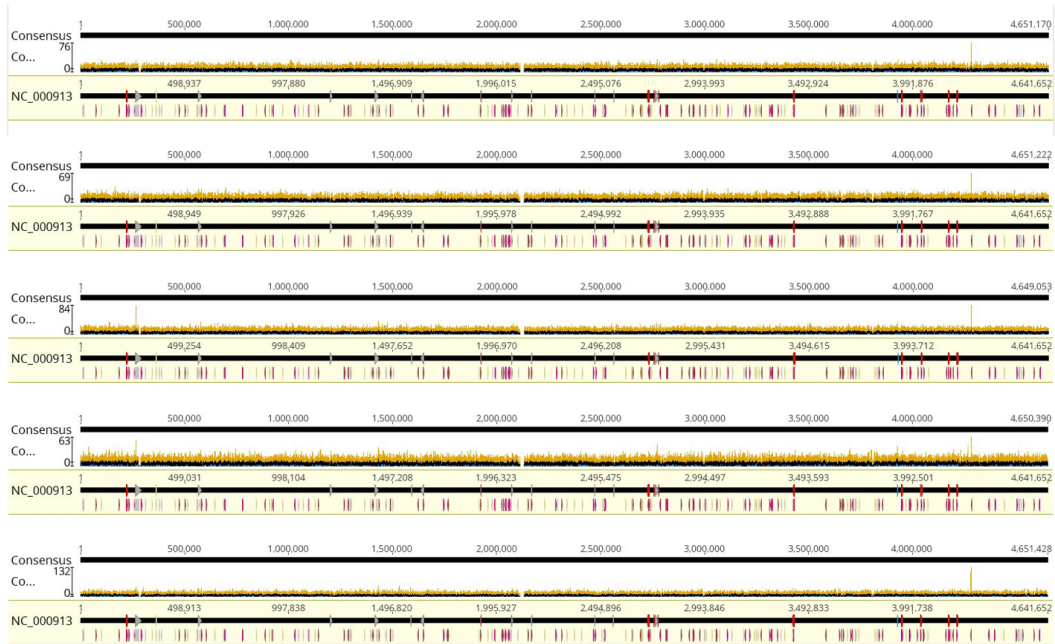 1 500,000 1,000,000 1,500,000 2,000,000 2,500,000 3,000,000 3,500,000 4,000,000 4,651,170
Consensus
76
Co...
0
1 498,937 997,880 1,496,909 1,996,015 2,495,076 2,993,993 3,492,924 3,991,876 4,641,652
NC_000913
1 500,000 1,000,000 1,500,000 2,000,000 2,500,000 3,000,000 3,500,000 4,000,000 4,651,222
Consensus
69
Co...
0
1 498,949 997,926 1,496,939 1,995,978 2,494,992 2,993,935 3,492,888 3,991,767 4,641,652
NC_000913
1 500,000 1,000,000 1,500,000 2,000,000 2,500,000 3,000,000 3,500,000 4,000,000 4,649,053
Consensus
84
Co...
0
1 499,254 998,409 1,497,652 1,996,970 2,496,208 2,995,431 3,494,615 3,993,712 4,641,652
NC_000913
1 500,000 1,000,000 1,500,000 2,000,000 2,500,000 3,000,000 3,500,000 4,000,000 4,650,390
Consensus
63
Co...
0
1 499,031 998,104 1,497,208 1,996,323 2,495,475 2,994,497 3,493,593 3,992,501 4,641,652
NC_000913
1 500,000 1,000,000 1,500,000 2,000,000 2,500,000 3,000,000 3,500,000 4,000,000 4,651,428
Consensus
132
Co...
0
1 498,913 997,838 1,496,820 1,995,927 2,494,896 2,993,846 3,492,833 3,991,738 4,641,652
NC_000913